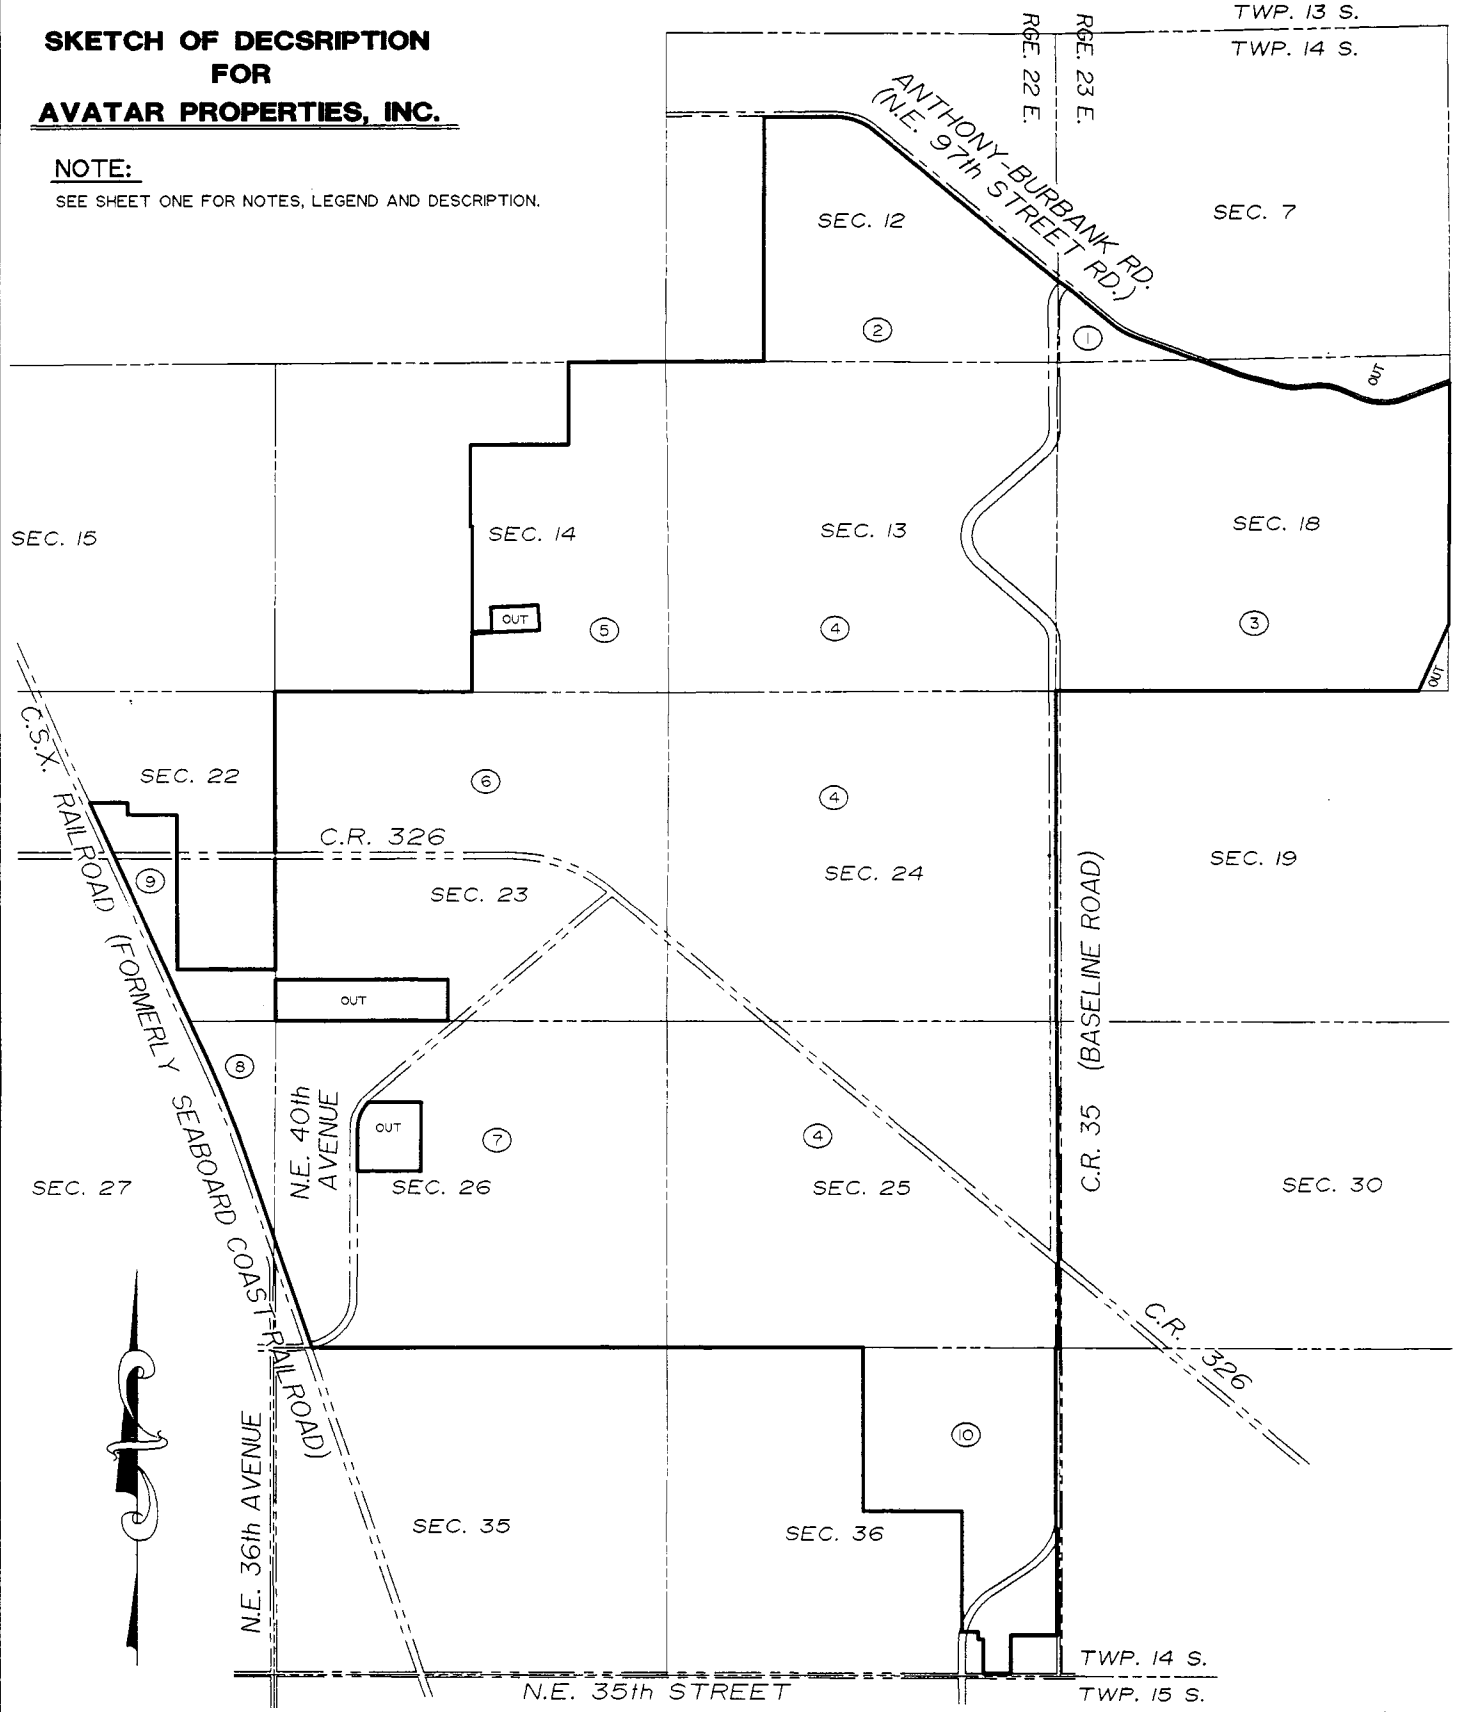 SKETCH OF DECSRIPTION
FOR
AVATAR PROPERTIES, INC.
NOTE:
SEE SHEET ONE FOR NOTES, LEGEND AND DESCRIPTION.
TWP. 13 S.
TWP. 14 S.
RGE. 22 E.
RGE. 23 E.
ANTHONY-BURBANK RD.
(N.E. 97th STREET RD.)
SEC. 12
SEC. 7
2
1
OUT
SEC. 15
SEC. 14
SEC. 13
SEC. 18
OUT
5
4
3
OUT
SEC. 22
6
4
C.R. 326
SEC. 23
SEC. 24
SEC. 19
9
C.S.X. RAILROAD (FORMERLY SEABOARD COAST RAILROAD)
OUT
C.R. 35 (BASELINE ROAD)
8
N.E. 40th
AVENUE
OUT
7
4
SEC. 27
SEC. 26
SEC. 25
SEC. 30
C.R. 326
10
N.E. 36th AVENUE
SEC. 35
SEC. 36
TWP. 14 S.
N.E. 35th STREET
TWP. 15 S.